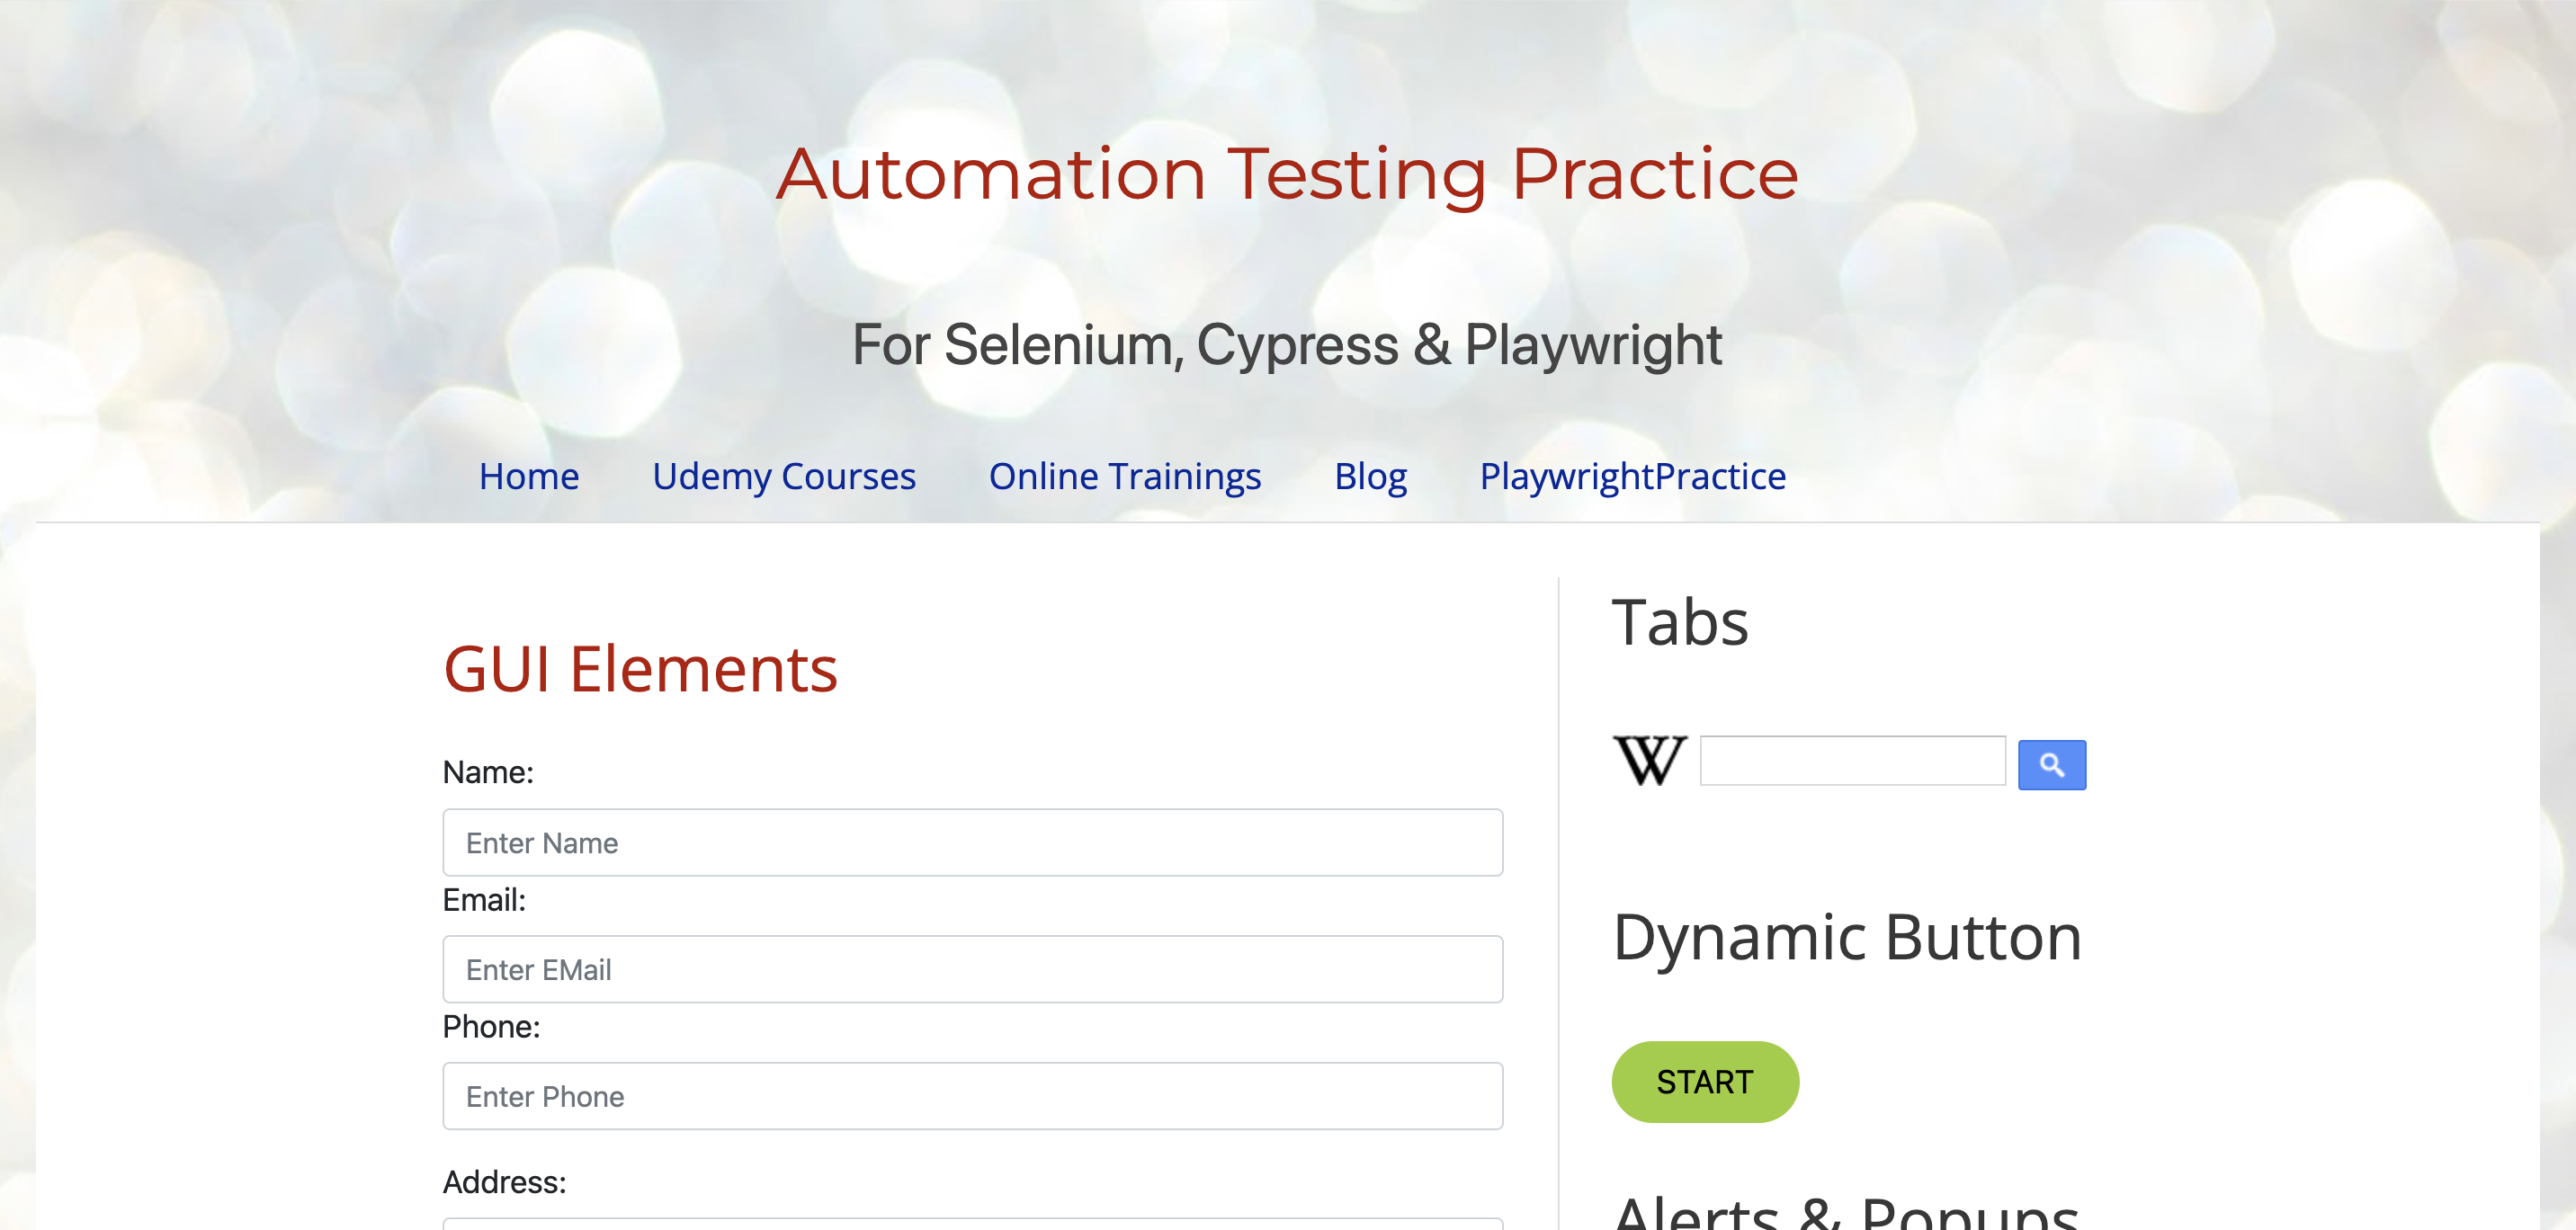 Automation Testing Practice
For Selenium, Cypress & Playwright
Home Udemy Courses Online Trainings Blog PlaywrightPractice
GUI Elements
Name:
Enter Name
Email:
Enter EMail
Phone:
Enter Phone
Address:
Tabs
W
Dynamic Button
START
Alerts & Popups